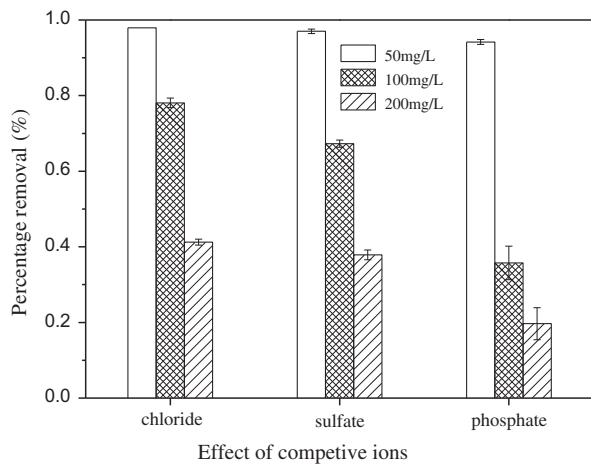 1.0
0.8
0.6
0.4
0.2
0.0
Percentage removal (%)
50mg/L
100mg/L
200mg/L
chloride
sulfate
phosphate
Effect of competive ions